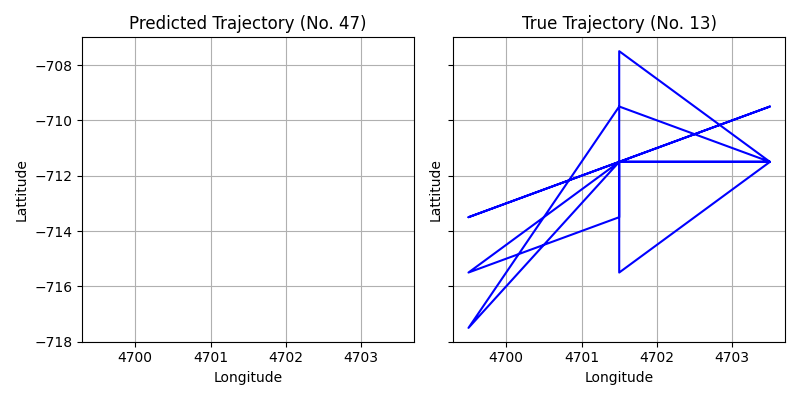 Predicted Trajectory (No. 47)
True Trajectory (No. 13)
Lattitude
−708
−710
−712
−714
−716
−718
4700
4701
4702
4703
Longitude
Lattitude
4700
4701
4702
4703
Longitude